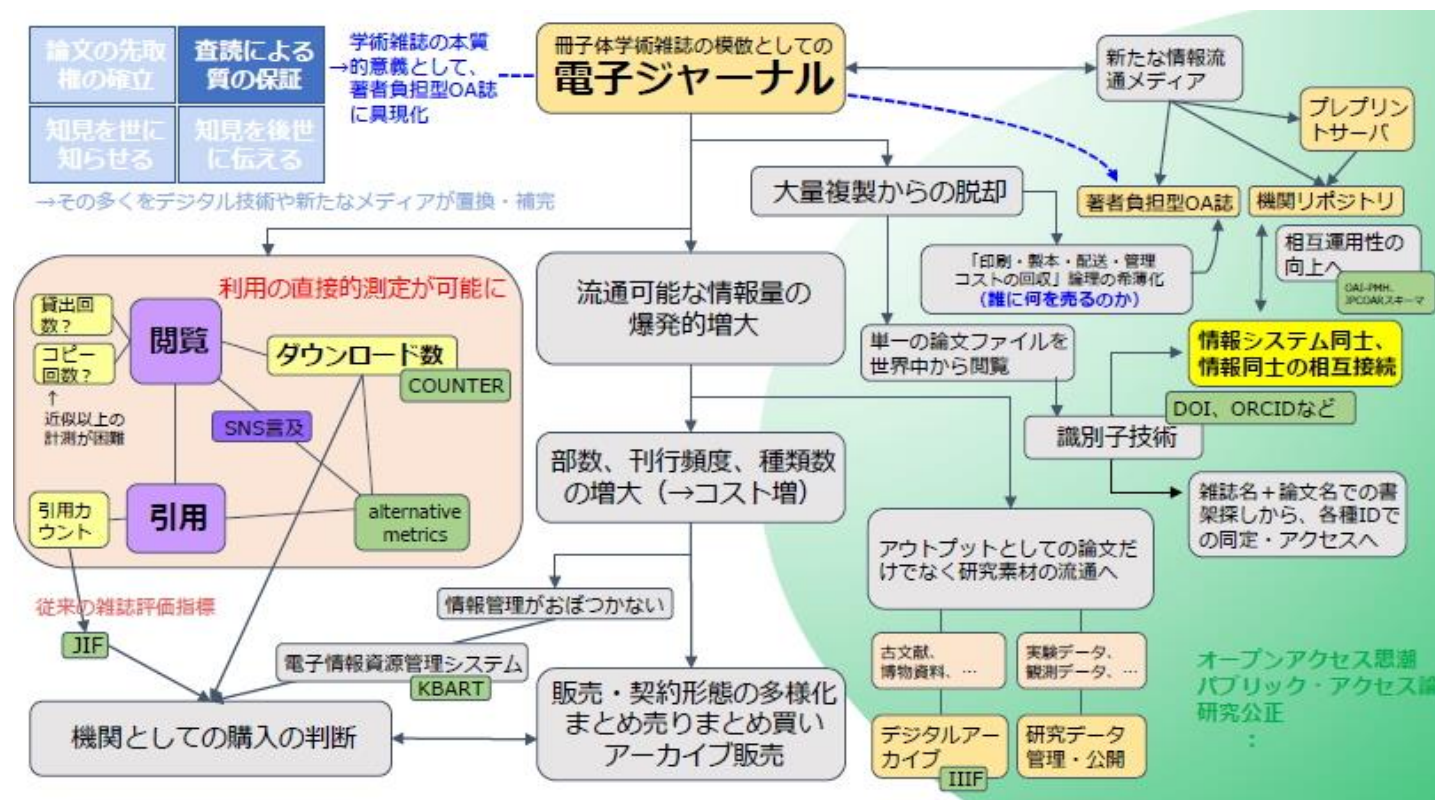 論文の先取
権の確立
査読による
質の保証
知見を世に
知らせる
知見を後世
に伝える
→その多くをデジタル技術や新たなメディアが置換・補完
学術雑誌の本質
→的意義として、
著者負担型OA誌
に具現化
冊子体学術雑誌の模倣としての
電子ジャーナル
新たな情報流
通メディア
プレプリン
トサーバ
著者負担型OA誌
機関リポジトリ
大量複製からの脱却
「印刷・製本・配送・管理
コストの回収」論理の希薄化
(誰に何を売るのか)
相互運用性の
向上へ
OAI-PMH、
JPCOARスキーマ
利用の直接的測定が可能に
貸出回
数？
コピー
回数？
↑
近似以上の
計測が困難
閲覧
ダウンロード数
COUNTER
SNS言及
引用カ
ウント
引用
alternative
metrics
従来の雑誌評価指標
JIF
流通可能な情報量の
爆発的増大
単一の論文ファイルを
世界中から閲覧
情報システム同士、
情報同士の相互接続
DOI、ORCIDなど
識別子技術
雑誌名＋論文名での書
架探しから、各種IDで
の同定・アクセスへ
部数、刊行頻度、種類数
の増大（→コスト増）
アウトプットとしての論文だ
けでなく研究素材の流通へ
情報管理がおぼつかない
電子情報資源管理システム
KBART
機関としての購入の判断
販売・契約形態の多様化
まとめ売りまとめ買い
アーカイブ販売
古文献、
博物資料、…
実験データ、
観測データ、…
デジタルアー
カイブ
IIIF
研究データ
管理・公開
オープンアクセス思潮
パブリック・アクセス論
研究公正
：